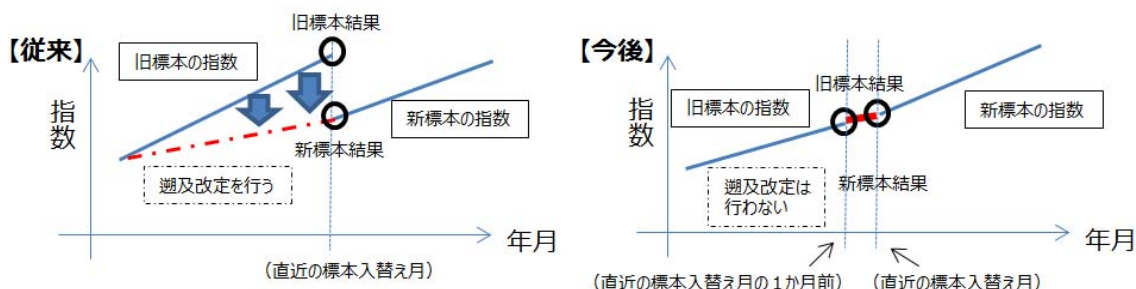 【従来】
旧標本結果
旧標本の指数
指数
新標本の指数
新標本結果
遡及改定を行う
年月
（直近の標本入替え月）
【今後】
旧標本結果
旧標本の指数
指数
新標本の指数
新標本結果
遡及改定は
行わない
年月
（直近の標本入替え月の１か月前）
（直近の標本入替え月）